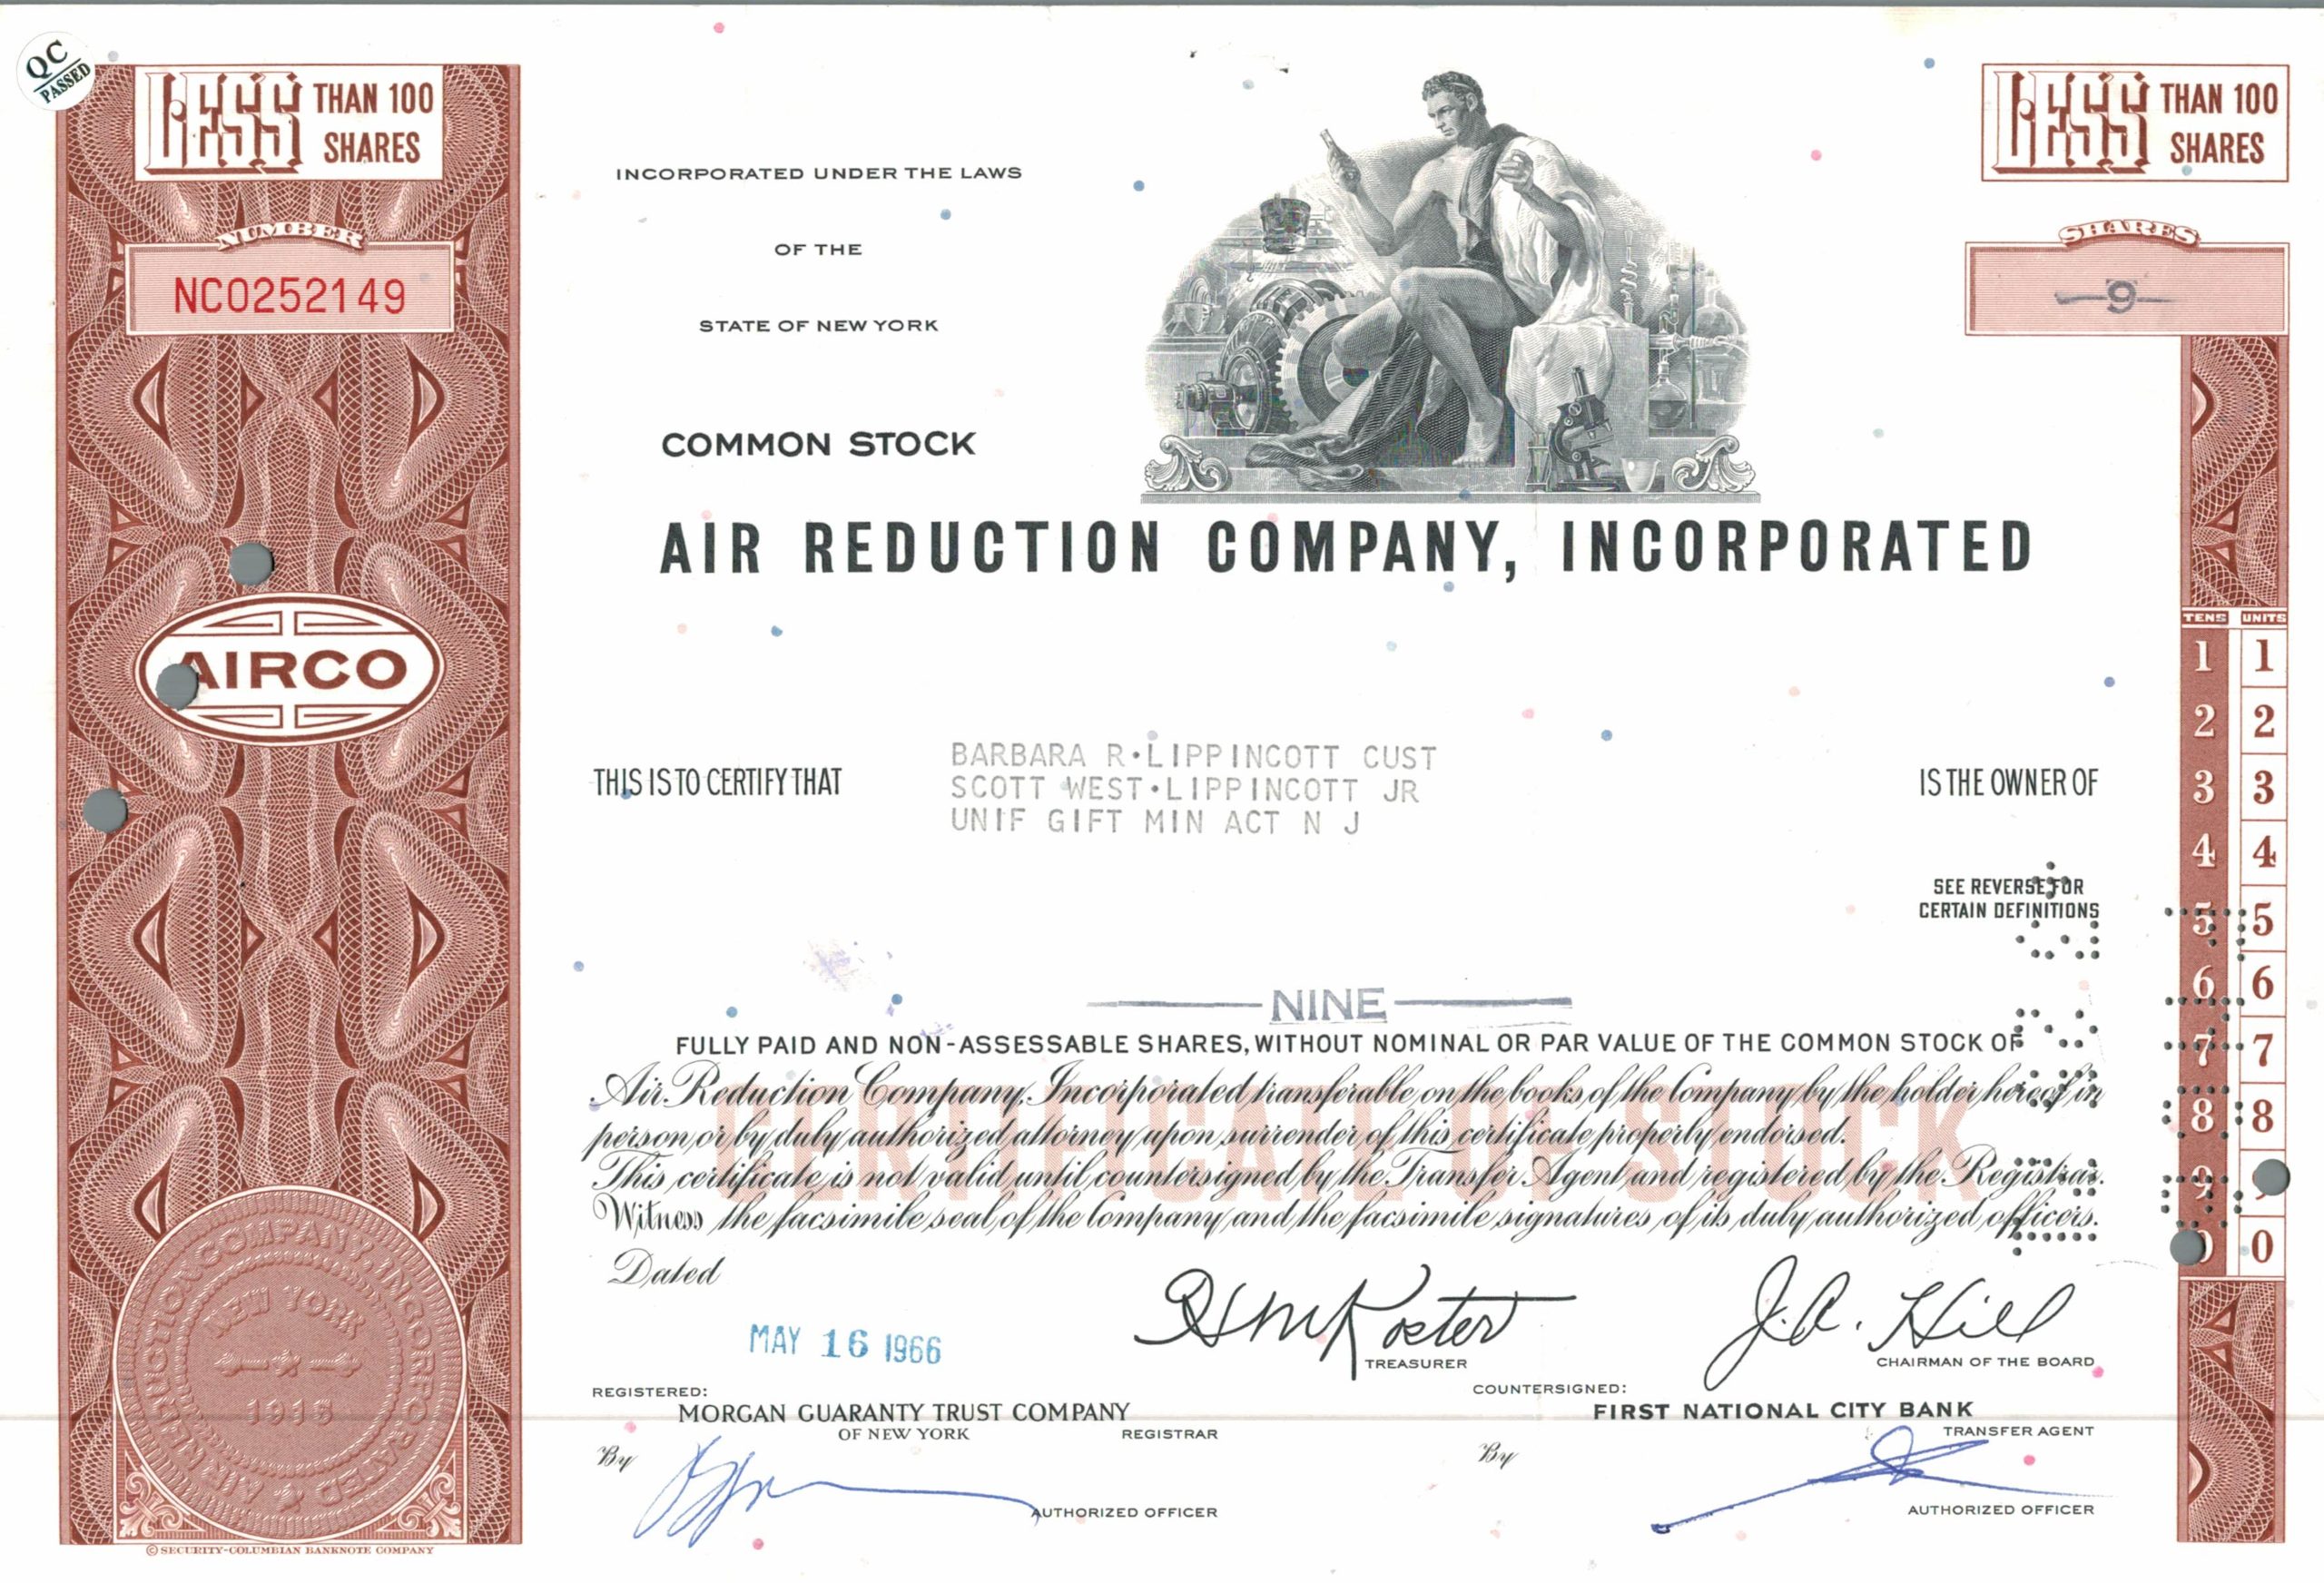 QC
PASSED
LESS THAN 100
SHARES
LESS THAN 100
SHARES
NUMBER
NC0252149
INCORPORATED UNDER THE LAWS
OF THE
STATE OF NEW YORK
SHARES
—9—
COMMON STOCK
AIR REDUCTION COMPANY, INCORPORATED
AIRCO
TENS UNITS
1 1
2 2
3 3
4 4
5 5
6 6
7 7
8 8
9
0 0
THIS IS TO CERTIFY THAT
BARBARA R•LIPPINCOTT CUST
SCOTT WEST•LIPPINCOTT JR
UNIF GIFT MIN ACT N J
IS THE OWNER OF
SEE REVERSE FOR
CERTAIN DEFINITIONS
NINE
FULLY PAID AND NON-ASSESSABLE SHARES, WITHOUT NOMINAL OR PAR VALUE OF THE COMMON STOCK OF
Air Reduction Company, Incorporated transferable on the books of the Company by the holder hereof in
person or by duly authorized attorney upon surrender of this certificate properly endorsed.
This certificate is not valid until countersigned by the Transfer Agent and registered by the Registrar.
Witness the facsimile seal of the Company and the facsimile signatures of its duly authorized officers.
CERTIFICATE OF STOCK
Dated
MAY 16 1966
TREASURER
J. A. Hill
CHAIRMAN OF THE BOARD
REGISTERED:
MORGAN GUARANTY TRUST COMPANY
OF NEW YORK
REGISTRAR
By
AUTHORIZED OFFICER
COUNTERSIGNED:
FIRST NATIONAL CITY BANK
TRANSFER AGENT
By
AUTHORIZED OFFICER
AIR REDUCTION COMPANY, INCORPORATED
NEW YORK
1915
© SECURITY-COLUMBIAN BANKNOTE COMPANY